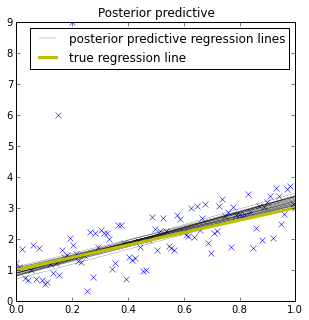 Posterior predictive
9
8
7
6
5
4
3
2
1
0
posterior predictive regression lines
true regression line
0.0 0.2 0.4 0.6 0.8 1.0